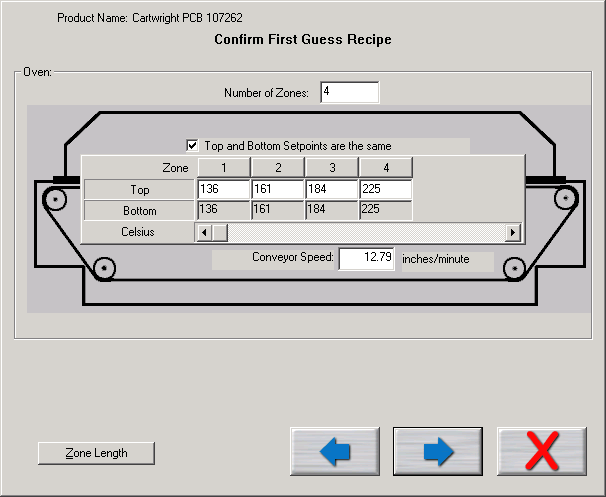 Product Name: Cartwright PCB 107262
Confirm First Guess Recipe
Oven:
Number of Zones: 4
Top and Bottom Setpoints are the same
Zone 1 2 3 4
Top 136 161 184 225
Bottom 136 161 184 225
Celsius
Conveyor Speed: 12.79 inches/minute
Zone Length